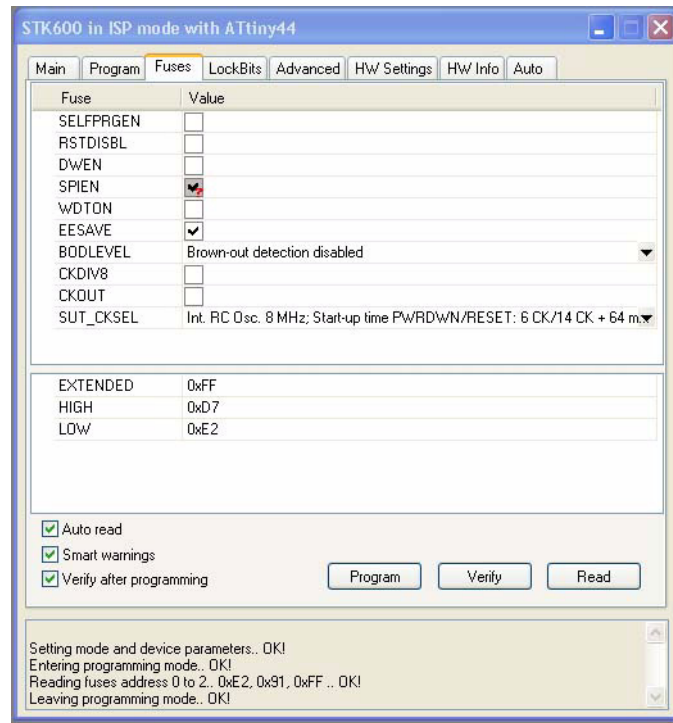 STK600 in ISP mode with ATtiny44
Main Program Fuses LockBits Advanced HW Settings HW Info Auto
Fuse Value
SELFPRGEN
RSTDISBL
DWEN
SPIEN
WDTON
EESAVE
BODLEVEL Brown-out detection disabled
CKDIV8
CKOUT
SUT_CKSEL Int. RC Osc. 8 MHz; Start-up time PWRDWN/RESET: 6 CK/14 CK + 64 m...
EXTENDED 0xFF
HIGH 0xD7
LOW 0xE2
Auto read
Smart warnings
Verify after programming
Program Verify Read
Setting mode and device parameters.. OK!
Entering programming mode.. OK!
Reading fuses address 0 to 2.. 0xE2, 0x91, 0xFF .. OK!
Leaving programming mode.. OK!